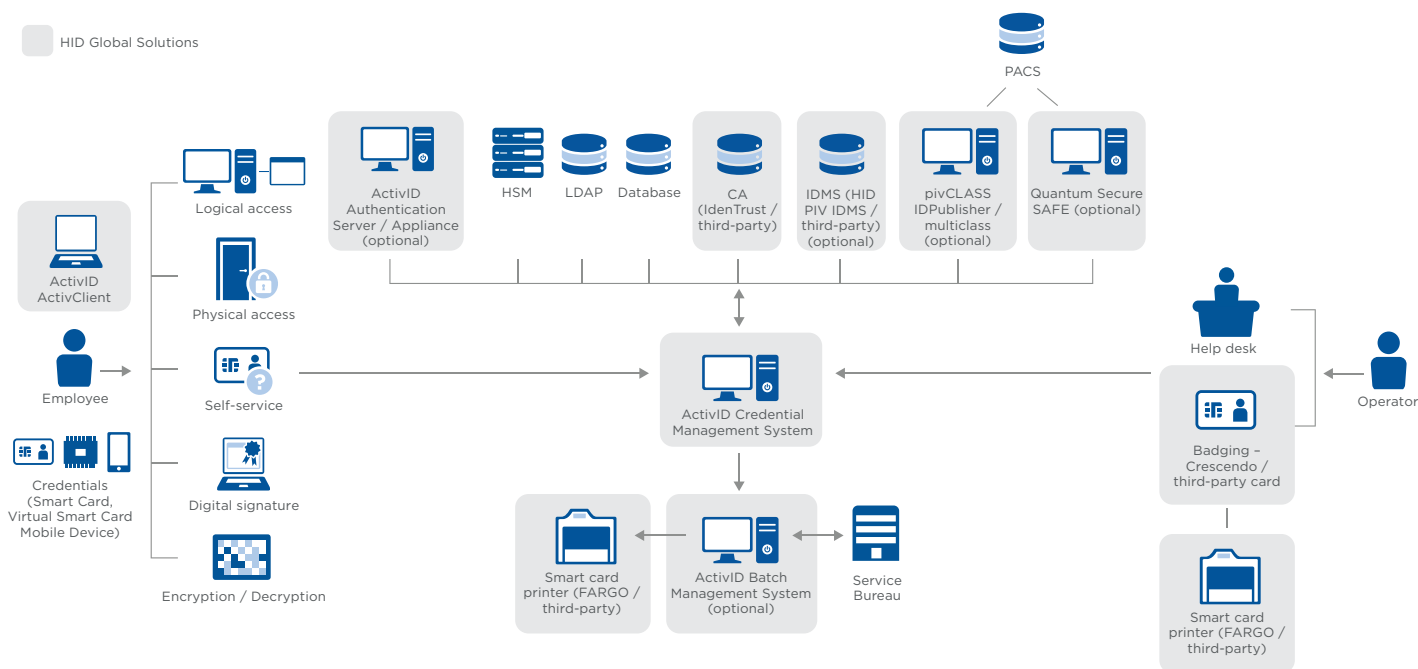 HID Global Solutions
PACS
ActivID
Authentication
Server / Appliance
(optional)
HSM
LDAP
Database
CA
(IdenTrust /
third-party)
IDMS (HID
PIV IDMS /
third-party)
(optional)
pivCLASS
IDPublisher /
multiclass
(optional)
Quantum Secure
SAFE (optional)
Logical access
ActivID
ActivClient
Physical access
Employee
Self-service
?
Credentials
(Smart Card,
Virtual Smart Card
Mobile Device)
Digital signature
Encryption / Decryption
ActivID Credential
Management System
Help desk
Operator
Badging –
Crescendo /
third-party card
Smart card
printer (FARGO /
third-party)
ActivID Batch
Management System
(optional)
Service
Bureau
Smart card
printer (FARGO /
third-party)